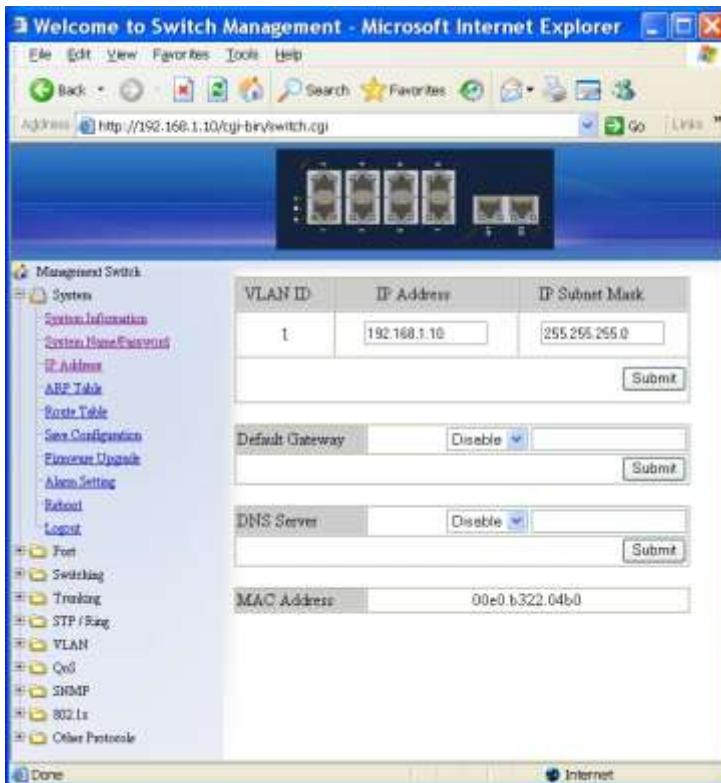 Welcome to Switch Management - Microsoft Internet Explorer
File Edit View Favorites Tools Help
Back Search Favorites
Address http://192.168.1.10/cgi-bin/switch.cgi Go Links
Management Switch
System
System Information
System Name/Password
IP Address
ARP Table
Route Table
Save Configuration
Firmware Upgrade
Alarm Setting
Reboot
Logout
Port
Switching
Trunking
STP / Ring
VLAN
QoS
SNMP
802.1x
Other Protocols
VLAN ID IP Address IP Subnet Mask
1 192.168.1.10 255.255.255.0
Submit
Default Gateway Disable
Submit
DNS Server Disable
Submit
MAC Address 00e0.b322.04b0
Done Internet